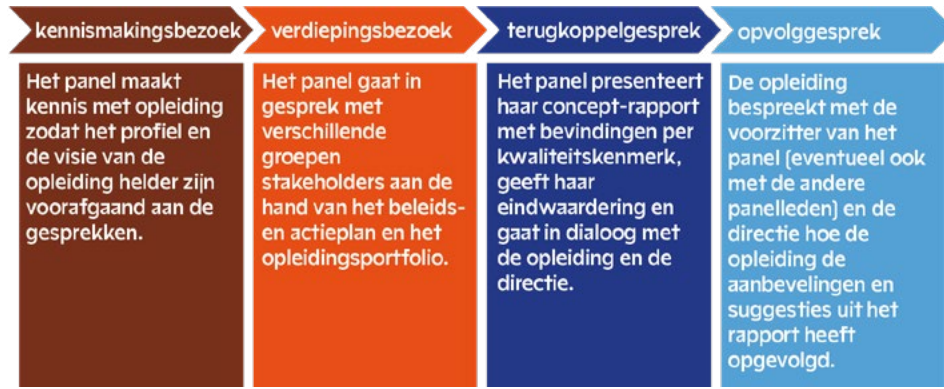 kennismakingsbezoek
verdiepingsbezoek
terugkoppelgesprek
opvolggesprek
Het panel maakt
kennis met opleiding
zodat het profiel en
de visie van de
opleiding helder zijn
voorafgaand aan de
gesprekken.
Het panel gaat in
gesprek met
verschillende
groepen
stakeholders aan de
hand van het beleids-
en actieplan en het
opleidingsportfolio.
Het panel presenteert
haar concept-rapport
met bevindingen per
kwaliteitskenmerk,
geeft haar
eindwaardering en
gaat in dialoog met
de opleiding en de
directie.
De opleiding
bespreekt met de
voorzitter van het
panel (eventueel ook
met de andere
panelleden) en de
directie hoe de
opleiding de
aanbevelingen en
suggesties uit het
rapport heeft
opgevolgd.